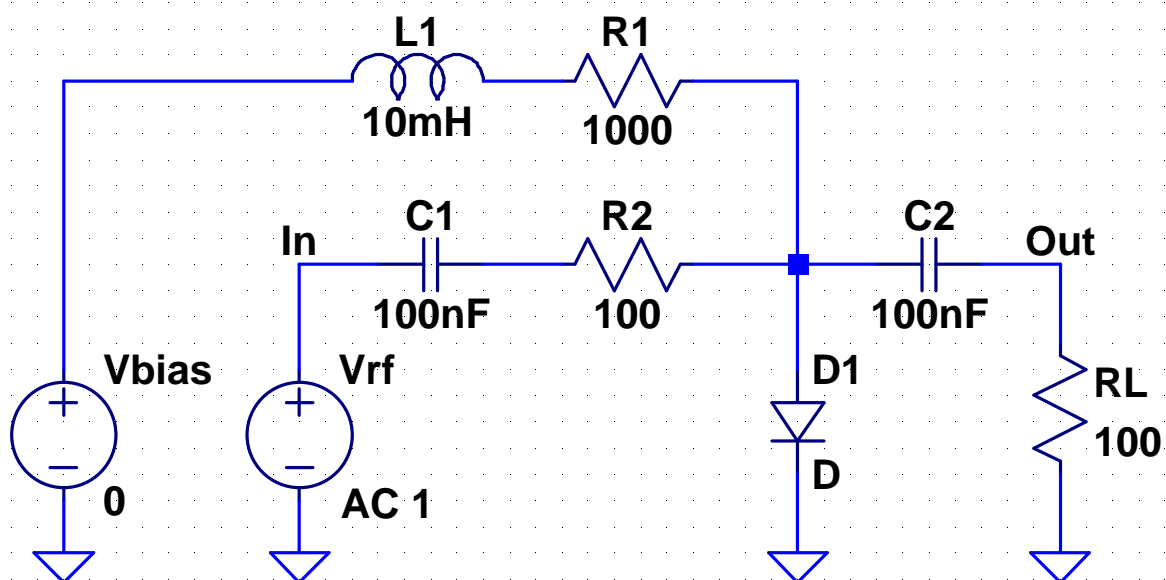 L1
R1
10mH
1000
In
C1
R2
C2
Out
100nF
100
100nF
Vbias
Vrf
D1
RL
100
D
0
AC 1
+
−
+
−